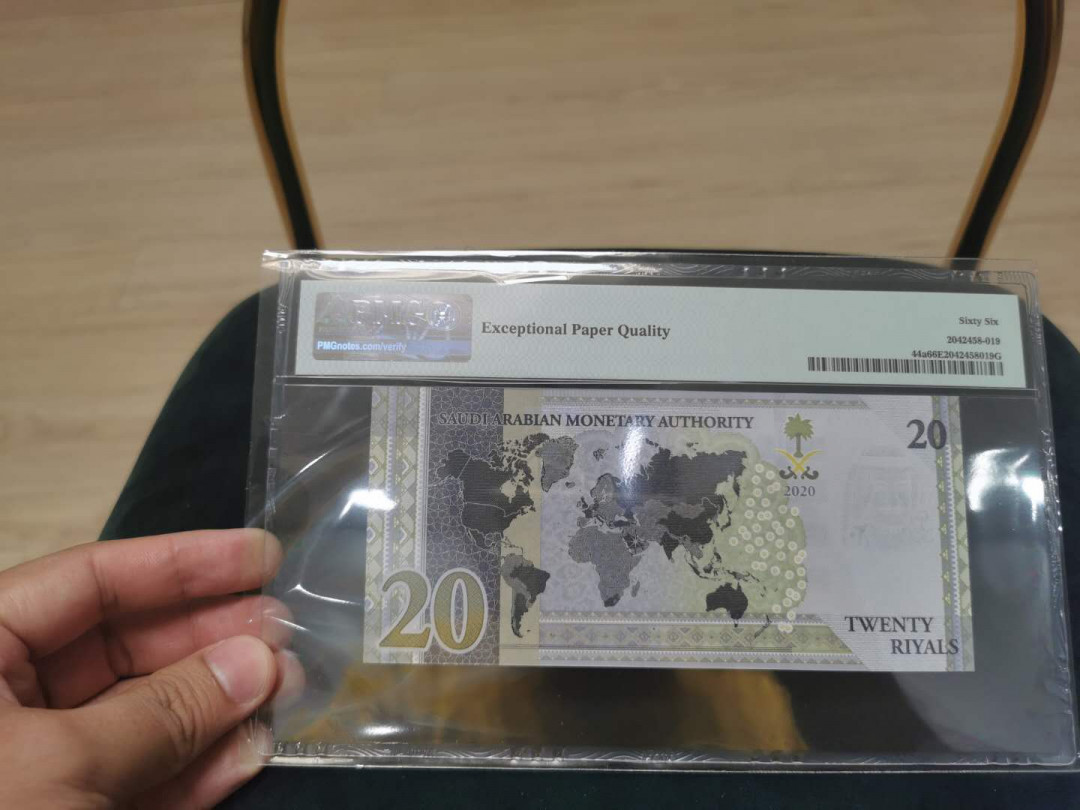 PMG
PMGnotes.com/verify
Exceptional Paper Quality
Sixty Six
2042458-019
44a66E2042458019G
SAUDI ARABIAN MONETARY AUTHORITY
20
2020
20
TWENTY
RIYALS